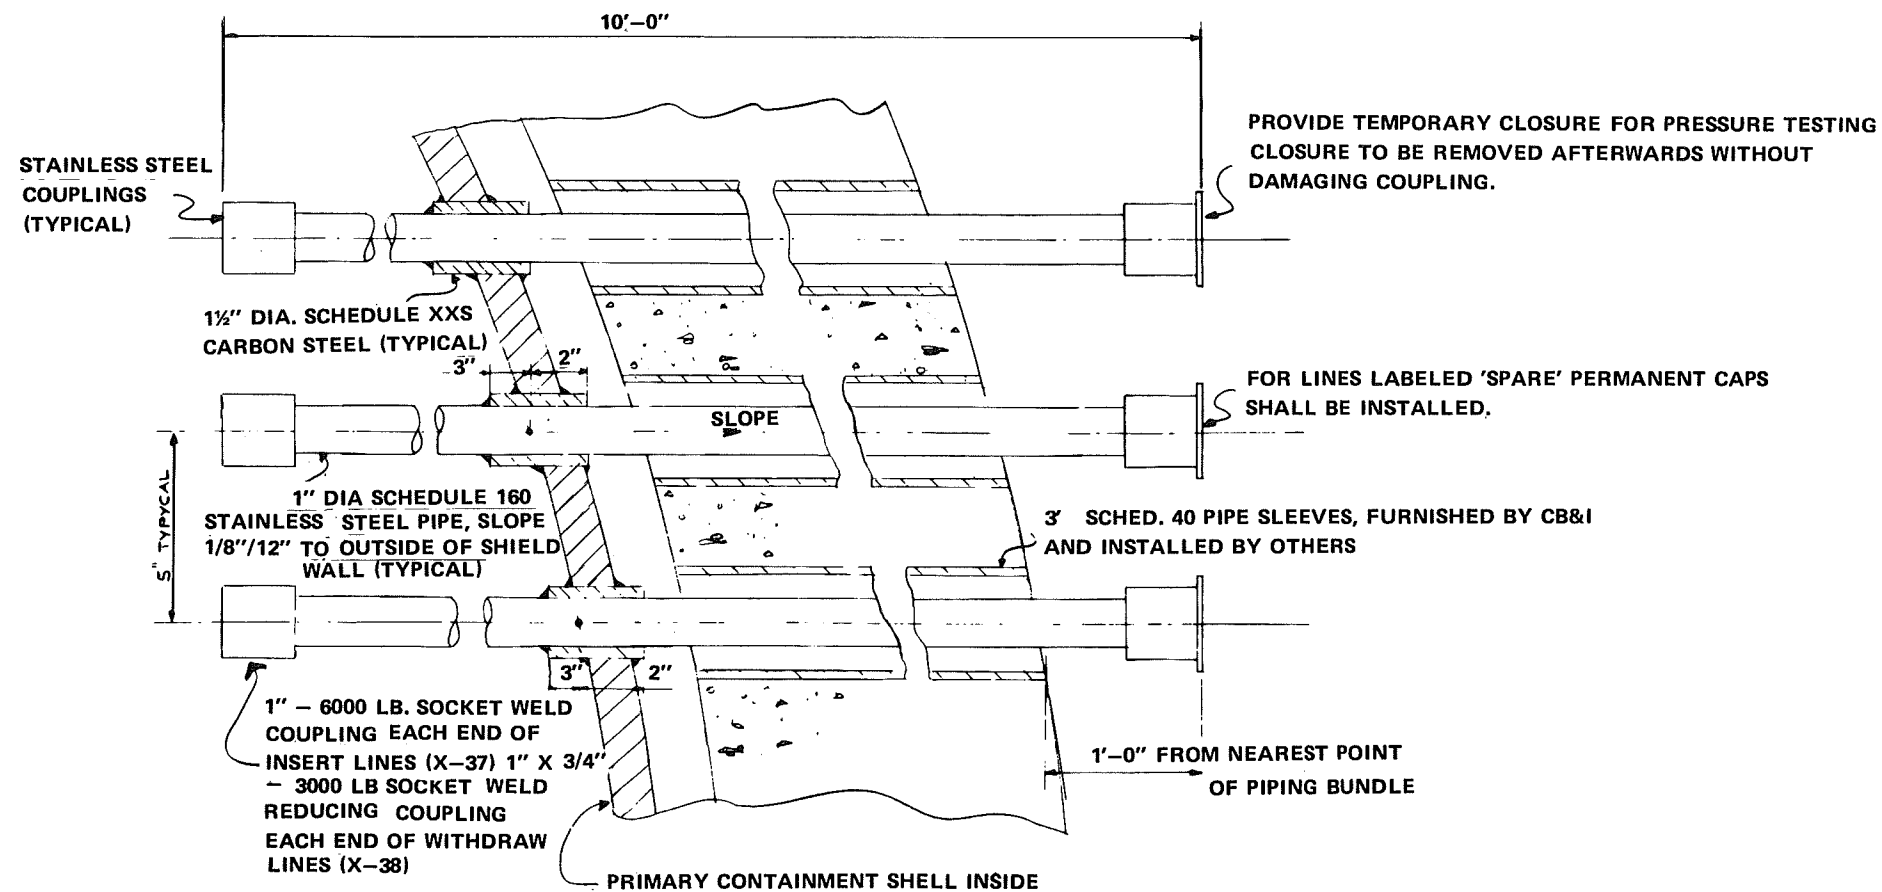 10'–0"
PROVIDE TEMPORARY CLOSURE FOR PRESSURE TESTING
CLOSURE TO BE REMOVED AFTERWARDS WITHOUT
DAMAGING COUPLING.
STAINLESS STEEL
COUPLINGS
(TYPICAL)
1½" DIA. SCHEDULE XXS
CARBON STEEL (TYPICAL)
3"
2"
FOR LINES LABELED 'SPARE' PERMANENT CAPS
SHALL BE INSTALLED.
SLOPE
5" TYPYCAL
1" DIA SCHEDULE 160
STAINLESS STEEL PIPE, SLOPE
1/8"/12" TO OUTSIDE OF SHIELD
WALL (TYPICAL)
3' SCHED. 40 PIPE SLEEVES, FURNISHED BY CB&I
AND INSTALLED BY OTHERS
3"
2"
1" – 6000 LB. SOCKET WELD
COUPLING EACH END OF
INSERT LINES (X–37) 1" X 3/4"
– 3000 LB SOCKET WELD
REDUCING COUPLING
EACH END OF WITHDRAW
LINES (X–38)
1'–0" FROM NEAREST POINT
OF PIPING BUNDLE
PRIMARY CONTAINMENT SHELL INSIDE